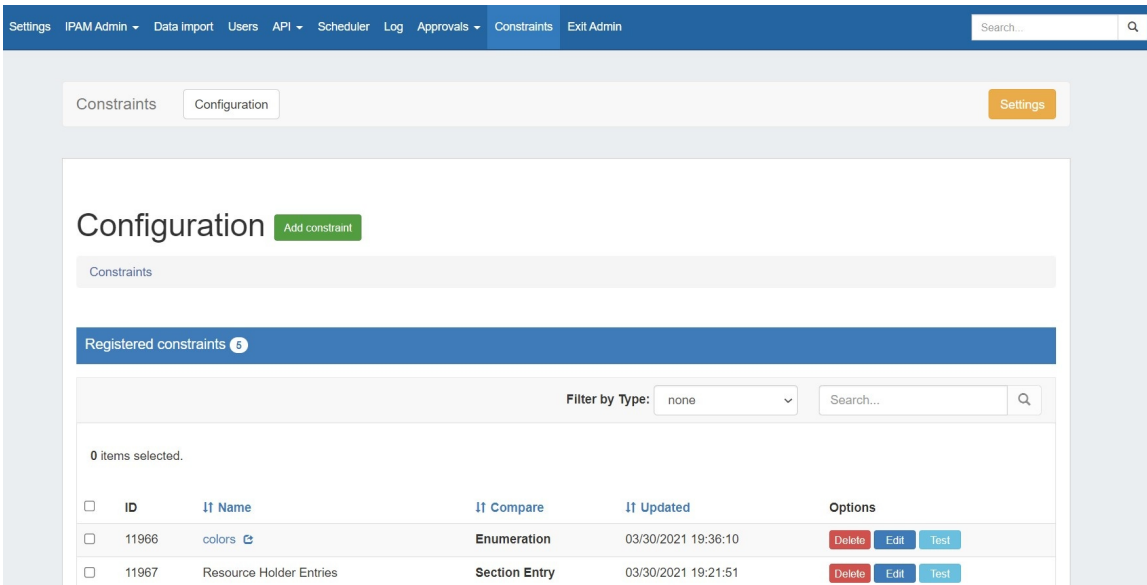 Settings IPAM Admin Data import Users API Scheduler Log Approvals Constraints Exit Admin Search...
Constraints Configuration Settings
Configuration Add constraint
Constraints
Registered constraints 5
Filter by Type: none Search...
0 items selected.
ID Name Compare Updated Options
11966 colors Enumeration 03/30/2021 19:36:10 Delete Edit Test
11967 Resource Holder Entries Section Entry 03/30/2021 19:21:51 Delete Edit Test